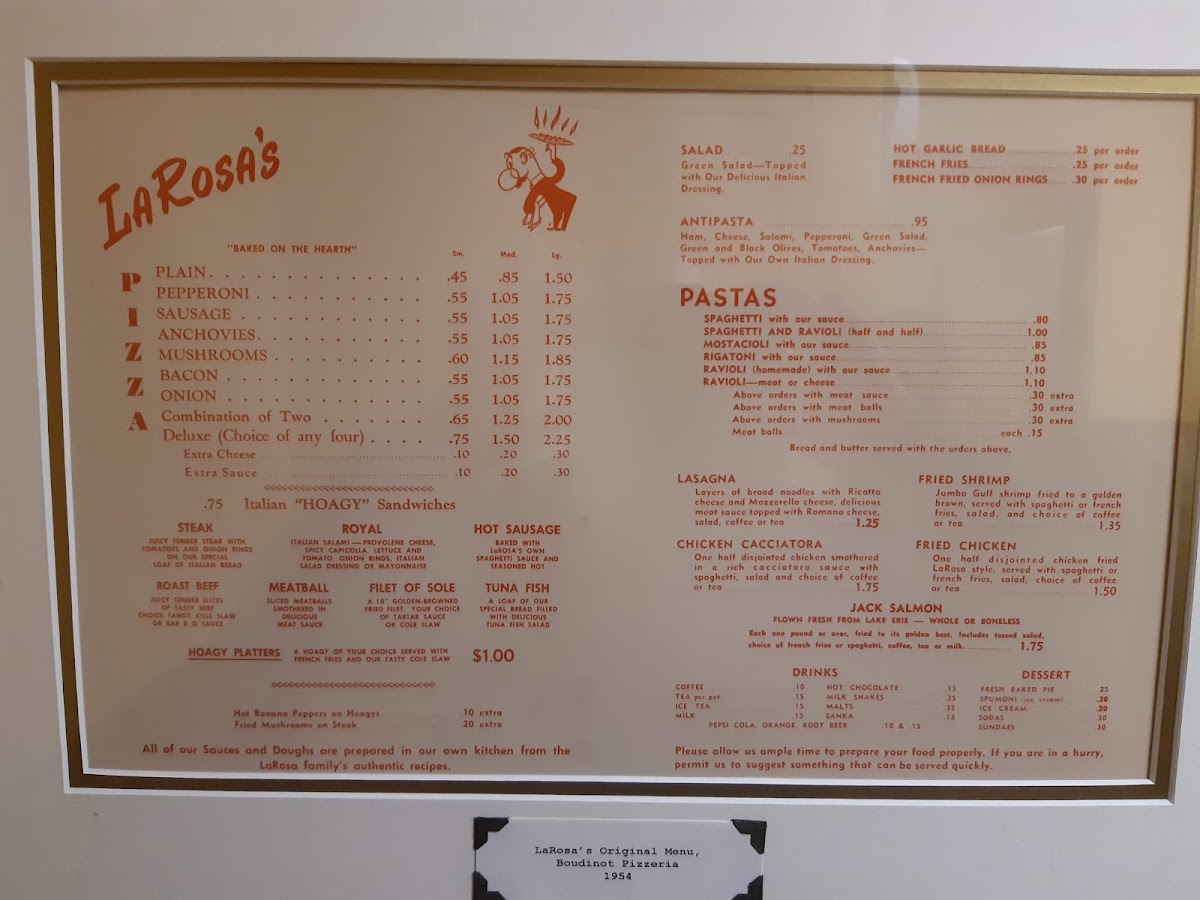 LaRosa's
"BAKED ON THE HEARTH"
Sm. Med. Lg.
PIZZA
PLAIN .45 .85 1.50
PEPPERONI .55 1.05 1.75
SAUSAGE .55 1.05 1.75
ANCHOVIES .55 1.05 1.75
MUSHROOMS .60 1.15 1.85
BACON .55 1.05 1.75
ONION .55 1.05 1.75
Combination of Two .65 1.25 2.00
Deluxe (Choice of any four) .75 1.50 2.25
Extra Cheese .10 .20 .30
Extra Sauce .10 .20 .30
.75 Italian "HOAGY" Sandwiches
STEAK
JUICY TENDER STEAK WITH
TOMATOES AND ONION RINGS
ON OUR SPECIAL
LOAF OF ITALIAN BREAD
ROYAL
ITALIAN SALAMI — PROVOLENE CHEESE,
SPICY CAPICOLLA, LETTUCE AND
TOMATO, ONION RINGS, ITALIAN
SALAD DRESSING OR MAYONNAISE
HOT SAUSAGE
BAKED WITH
LaROSA'S OWN
SPAGHETTI SAUCE AND
SEASONED HOT
ROAST BEEF
JUICY TENDER SLICES
OF TASTY BEEF
CHOICE TANGY COLE SLAW
OR BAR B Q SAUCE
MEATBALL
SLICED MEATBALLS
SMOTHERED IN
DELICIOUS
MEAT SAUCE
FILET OF SOLE
A 10" GOLDEN-BROWNED
FRIED FILET. YOUR CHOICE
OF TARTAR SAUCE
OR COLE SLAW
TUNA FISH
A LOAF OF OUR
SPECIAL BREAD FILLED
WITH DELICIOUS
TUNA FISH SALAD
HOAGY PLATTERS A HOAGY OF YOUR CHOICE SERVED WITH
FRENCH FRIES AND OUR TASTY COLE SLAW $1.00
Hot Banana Peppers on Hoagys .10 extra
Fried Mushrooms on Steak .20 extra
All of our Sauces and Doughs are prepared in our own kitchen from the
LaRosa family's authentic recipes.
SALAD .25
Green Salad—Topped
with Our Delicious Italian
Dressing.
HOT GARLIC BREAD .25 per order
FRENCH FRIES .25 per order
FRENCH FRIED ONION RINGS .30 per order
ANTIPASTA .95
Ham, Cheese, Salami, Pepperoni, Green Salad,
Green and Black Olives, Tomatoes, Anchovies—
Topped with Our Own Italian Dressing.
PASTAS
SPAGHETTI with our sauce .80
SPAGHETTI AND RAVIOLI (half and half) 1.00
MOSTACIOLI with our sauce .85
RIGATONI with our sauce .85
RAVIOLI (homemade) with our sauce 1.10
RAVIOLI—meat or cheese 1.10
Above orders with meat sauce .30 extra
Above orders with meat balls .30 extra
Above orders with mushrooms .30 extra
Meat balls each .15
Bread and butter served with the orders above.
LASAGNA
Layers of broad noodles with Ricotta
cheese and Mozzerella cheese, delicious
meat sauce topped with Romano cheese,
salad, coffee or tea 1.25
FRIED SHRIMP
Jumbo Gulf shrimp fried to a golden
brown, served with spaghetti or french
fries, salad, and choice of coffee
or tea 1.35
CHICKEN CACCIATORA
One half disjointed chicken smothered
in a rich cacciatora sauce with
spaghetti, salad and choice of coffee
or tea 1.75
FRIED CHICKEN
One half disjointed chicken fried
LaRosa style, served with spaghetti or
french fries, salad, choice of coffee
or tea 1.50
JACK SALMON
FLOWN FRESH FROM LAKE ERIE — WHOLE OR BONELESS
Each one pound or over, fried to its golden best. Includes tossed salad,
choice of french fries or spaghetti, coffee, tea or milk. 1.75
DRINKS
COFFEE .10 HOT CHOCOLATE .15
TEA per pot .15 MILK SHAKES .35
ICE TEA .15 MALTS .35
MILK .15 SANKA .15
PEPSI COLA, ORANGE, ROOT BEER .10 & .15
DESSERT
FRESH BAKED PIE .25
SPUMONI (ice cream) .30
ICE CREAM .20
SODAS .30
SUNDAES .30
Please allow us ample time to prepare your food properly. If you are in a hurry,
permit us to suggest something that can be served quickly.
LaRosa's Original Menu,
Boudinot Pizzeria
1954